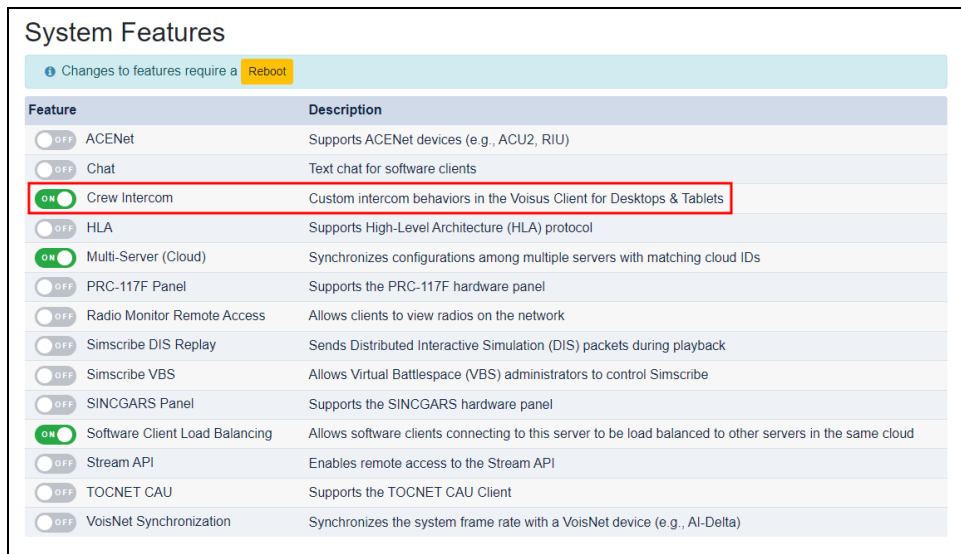 System Features
Changes to features require a Reboot
Feature Description
OFF ACENet Supports ACENet devices (e.g., ACU2, RIU)
OFF Chat Text chat for software clients
ON Crew Intercom Custom intercom behaviors in the Voisus Client for Desktops & Tablets
OFF HLA Supports High-Level Architecture (HLA) protocol
ON Multi-Server (Cloud) Synchronizes configurations among multiple servers with matching cloud IDs
OFF PRC-117F Panel Supports the PRC-117F hardware panel
OFF Radio Monitor Remote Access Allows clients to view radios on the network
OFF Simscribe DIS Replay Sends Distributed Interactive Simulation (DIS) packets during playback
OFF Simscribe VBS Allows Virtual Battlespace (VBS) administrators to control Simscribe
OFF SINCGARS Panel Supports the SINCGARS hardware panel
ON Software Client Load Balancing Allows software clients connecting to this server to be load balanced to other servers in the same cloud
OFF Stream API Enables remote access to the Stream API
OFF TOCNET CAU Supports the TOCNET CAU Client
OFF VoisNet Synchronization Synchronizes the system frame rate with a VoisNet device (e.g., AI-Delta)